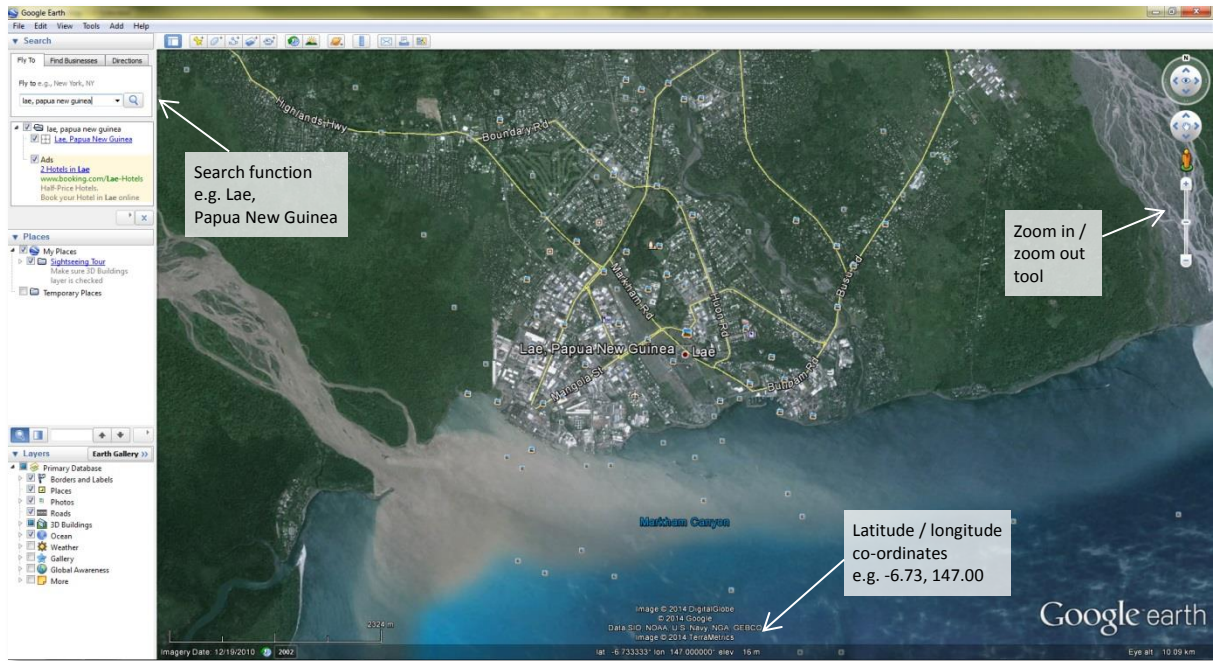 Google Earth
File Edit View Tools Add Help
Search
Fly To Find Businesses Directions
Fly to e.g., New York, NY
lae, papua new guinea
lae, papua new guinea
Lae, Papua New Guinea
Ads
2 Hotels in Lae
www.booking.com/Lae-Hotels
Half-Price Hotels.
Book your Hotel in Lae online
Places
My Places
Sightseeing Tour
Make sure 3D Buildings
layer is checked
Temporary Places
Layers
Earth Gallery >>
Primary Database
Borders and Labels
Places
Photos
Roads
3D Buildings
Ocean
Weather
Gallery
Global Awareness
More
Search function
e.g. Lae,
Papua New Guinea
N
Zoom in /
zoom out
tool
Highlands Hwy
Boundary Rd
Markham Rd
Huon Rd
Busu Rd
Lae, Papua New Guinea
Lae
Mangola St
Bumbam Rd
Markham Canyon
Latitude / longitude
co-ordinates
e.g. -6.73, 147.00
Image © 2014 DigitalGlobe
© 2014 Google
Data SIO, NOAA, U.S. Navy, NGA, GEBCO
Image © 2014 TerraMetrics
Google earth
2324 m
Imagery Date: 12/19/2010 2002
lat -6.733333° lon 147.000000° elev 16 m
Eye alt 10.09 km